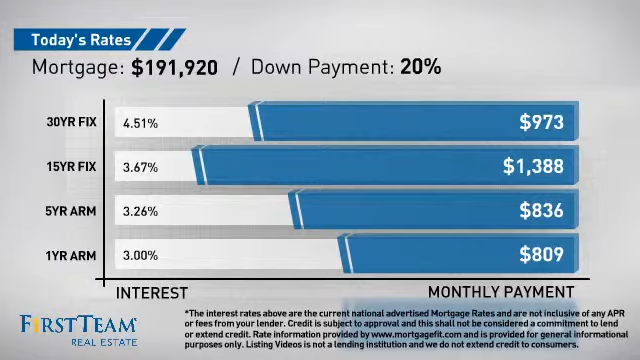 Today's Rates
Mortgage: $191,920 / Down Payment: 20%
30YR FIX 4.51% $973
15YR FIX 3.67% $1,388
5YR ARM 3.26% $836
1YR ARM 3.00% $809
INTEREST MONTHLY PAYMENT
FIRSTTEAM®
REAL ESTATE
*The interest rates above are the current national advertised Mortgage Rates and are not inclusive of any APR
or fees from your lender. Credit is subject to approval and this shall not be considered a commitment to lend
or extend credit. Rate information provided by www.mortgagefit.com and is provided for general informational
purposes only. Listing Videos is not a lending institution and we do not extend credit to consumers.